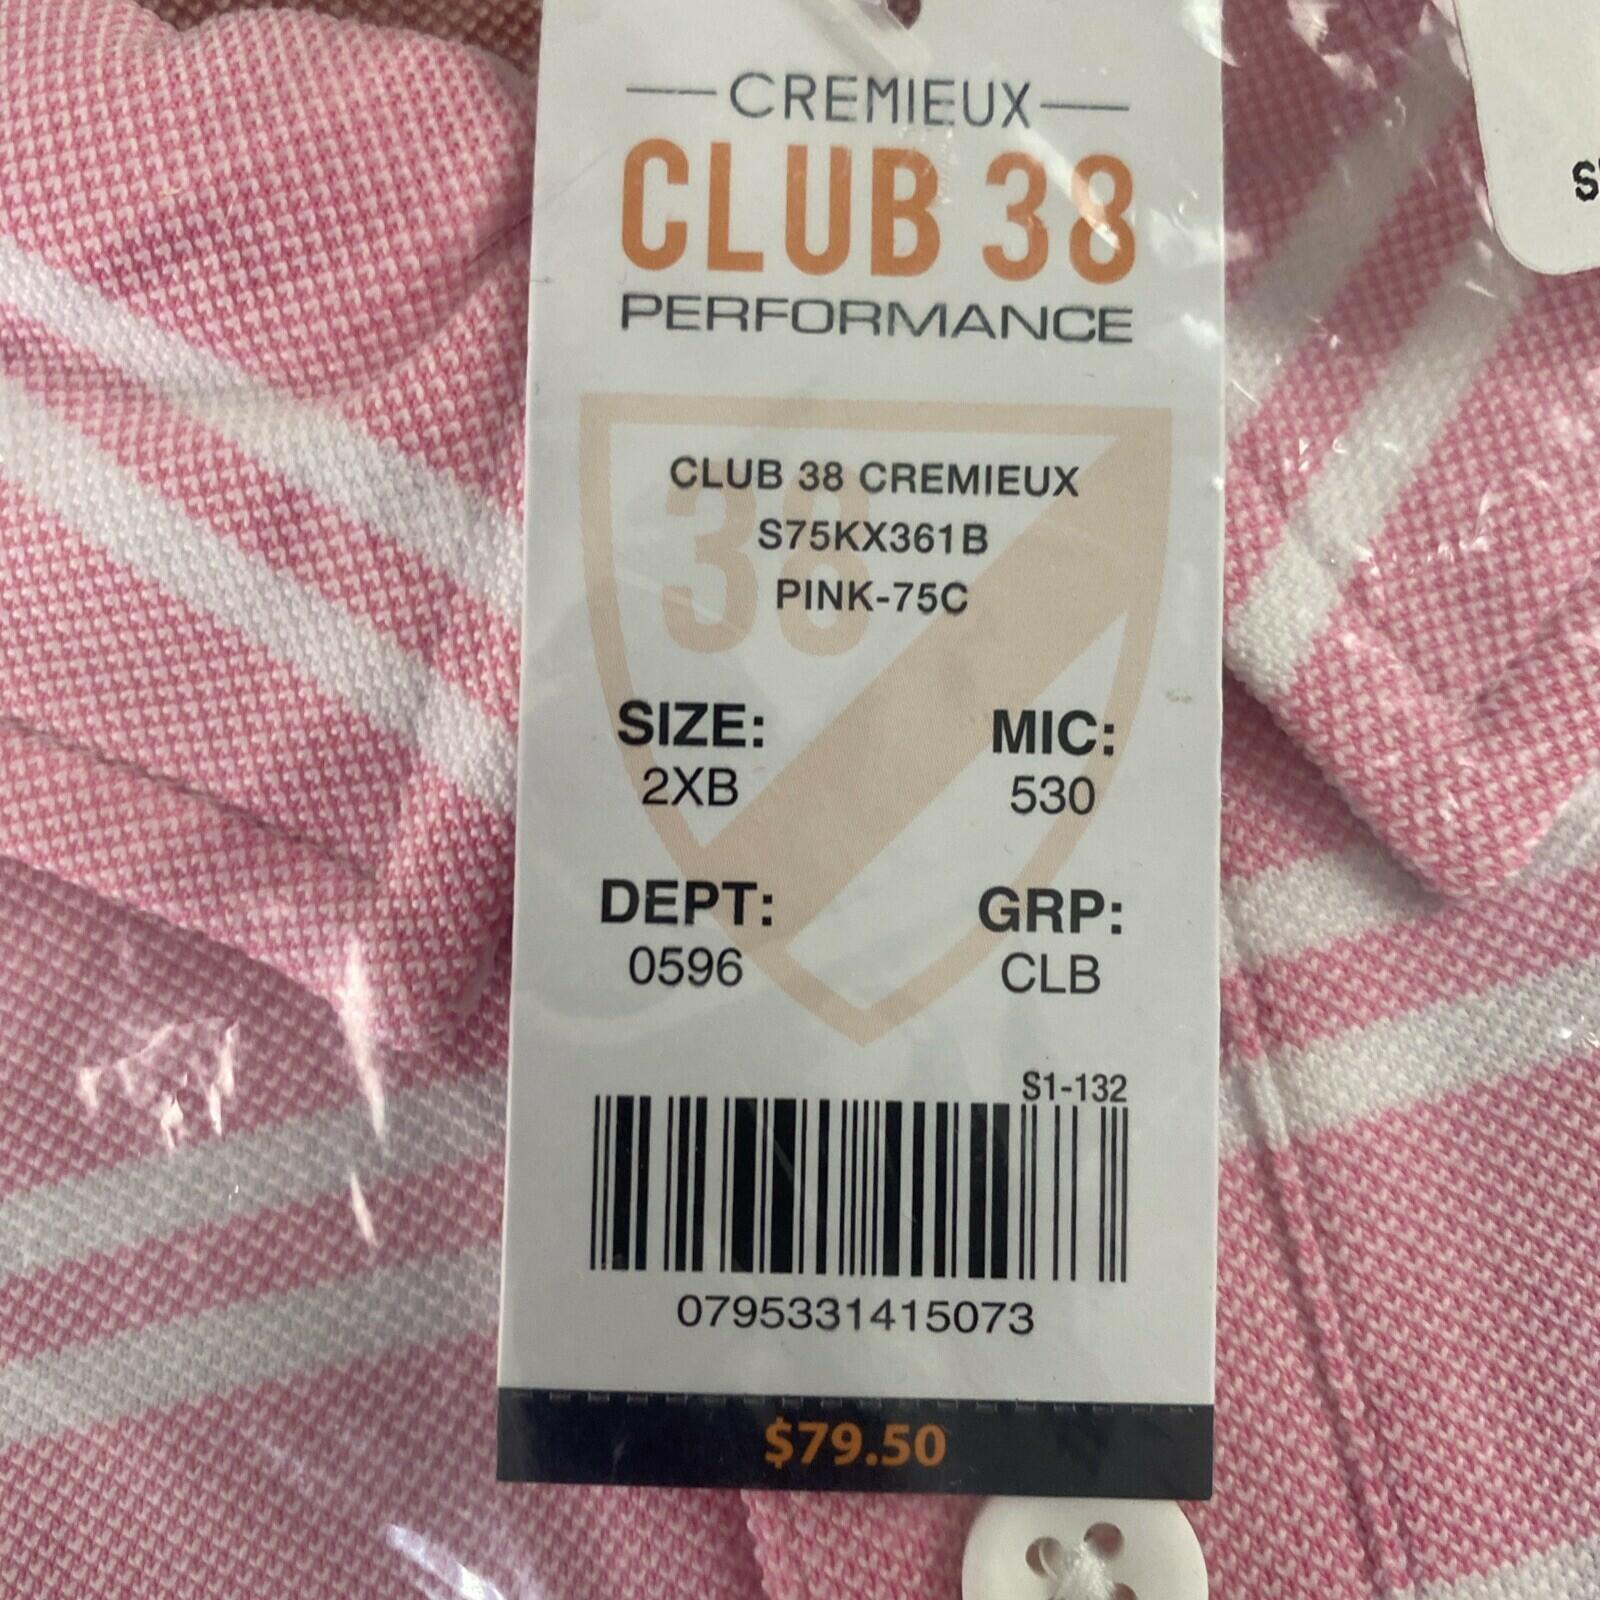 CREMIEUX
CLUB 38
PERFORMANCE
38
CLUB 38 CREMIEUX
S75KX361B
PINK-75C
SIZE: MIC:
2XB 530
DEPT: GRP:
0596 CLB
S1-132
0795331415073
$79.50